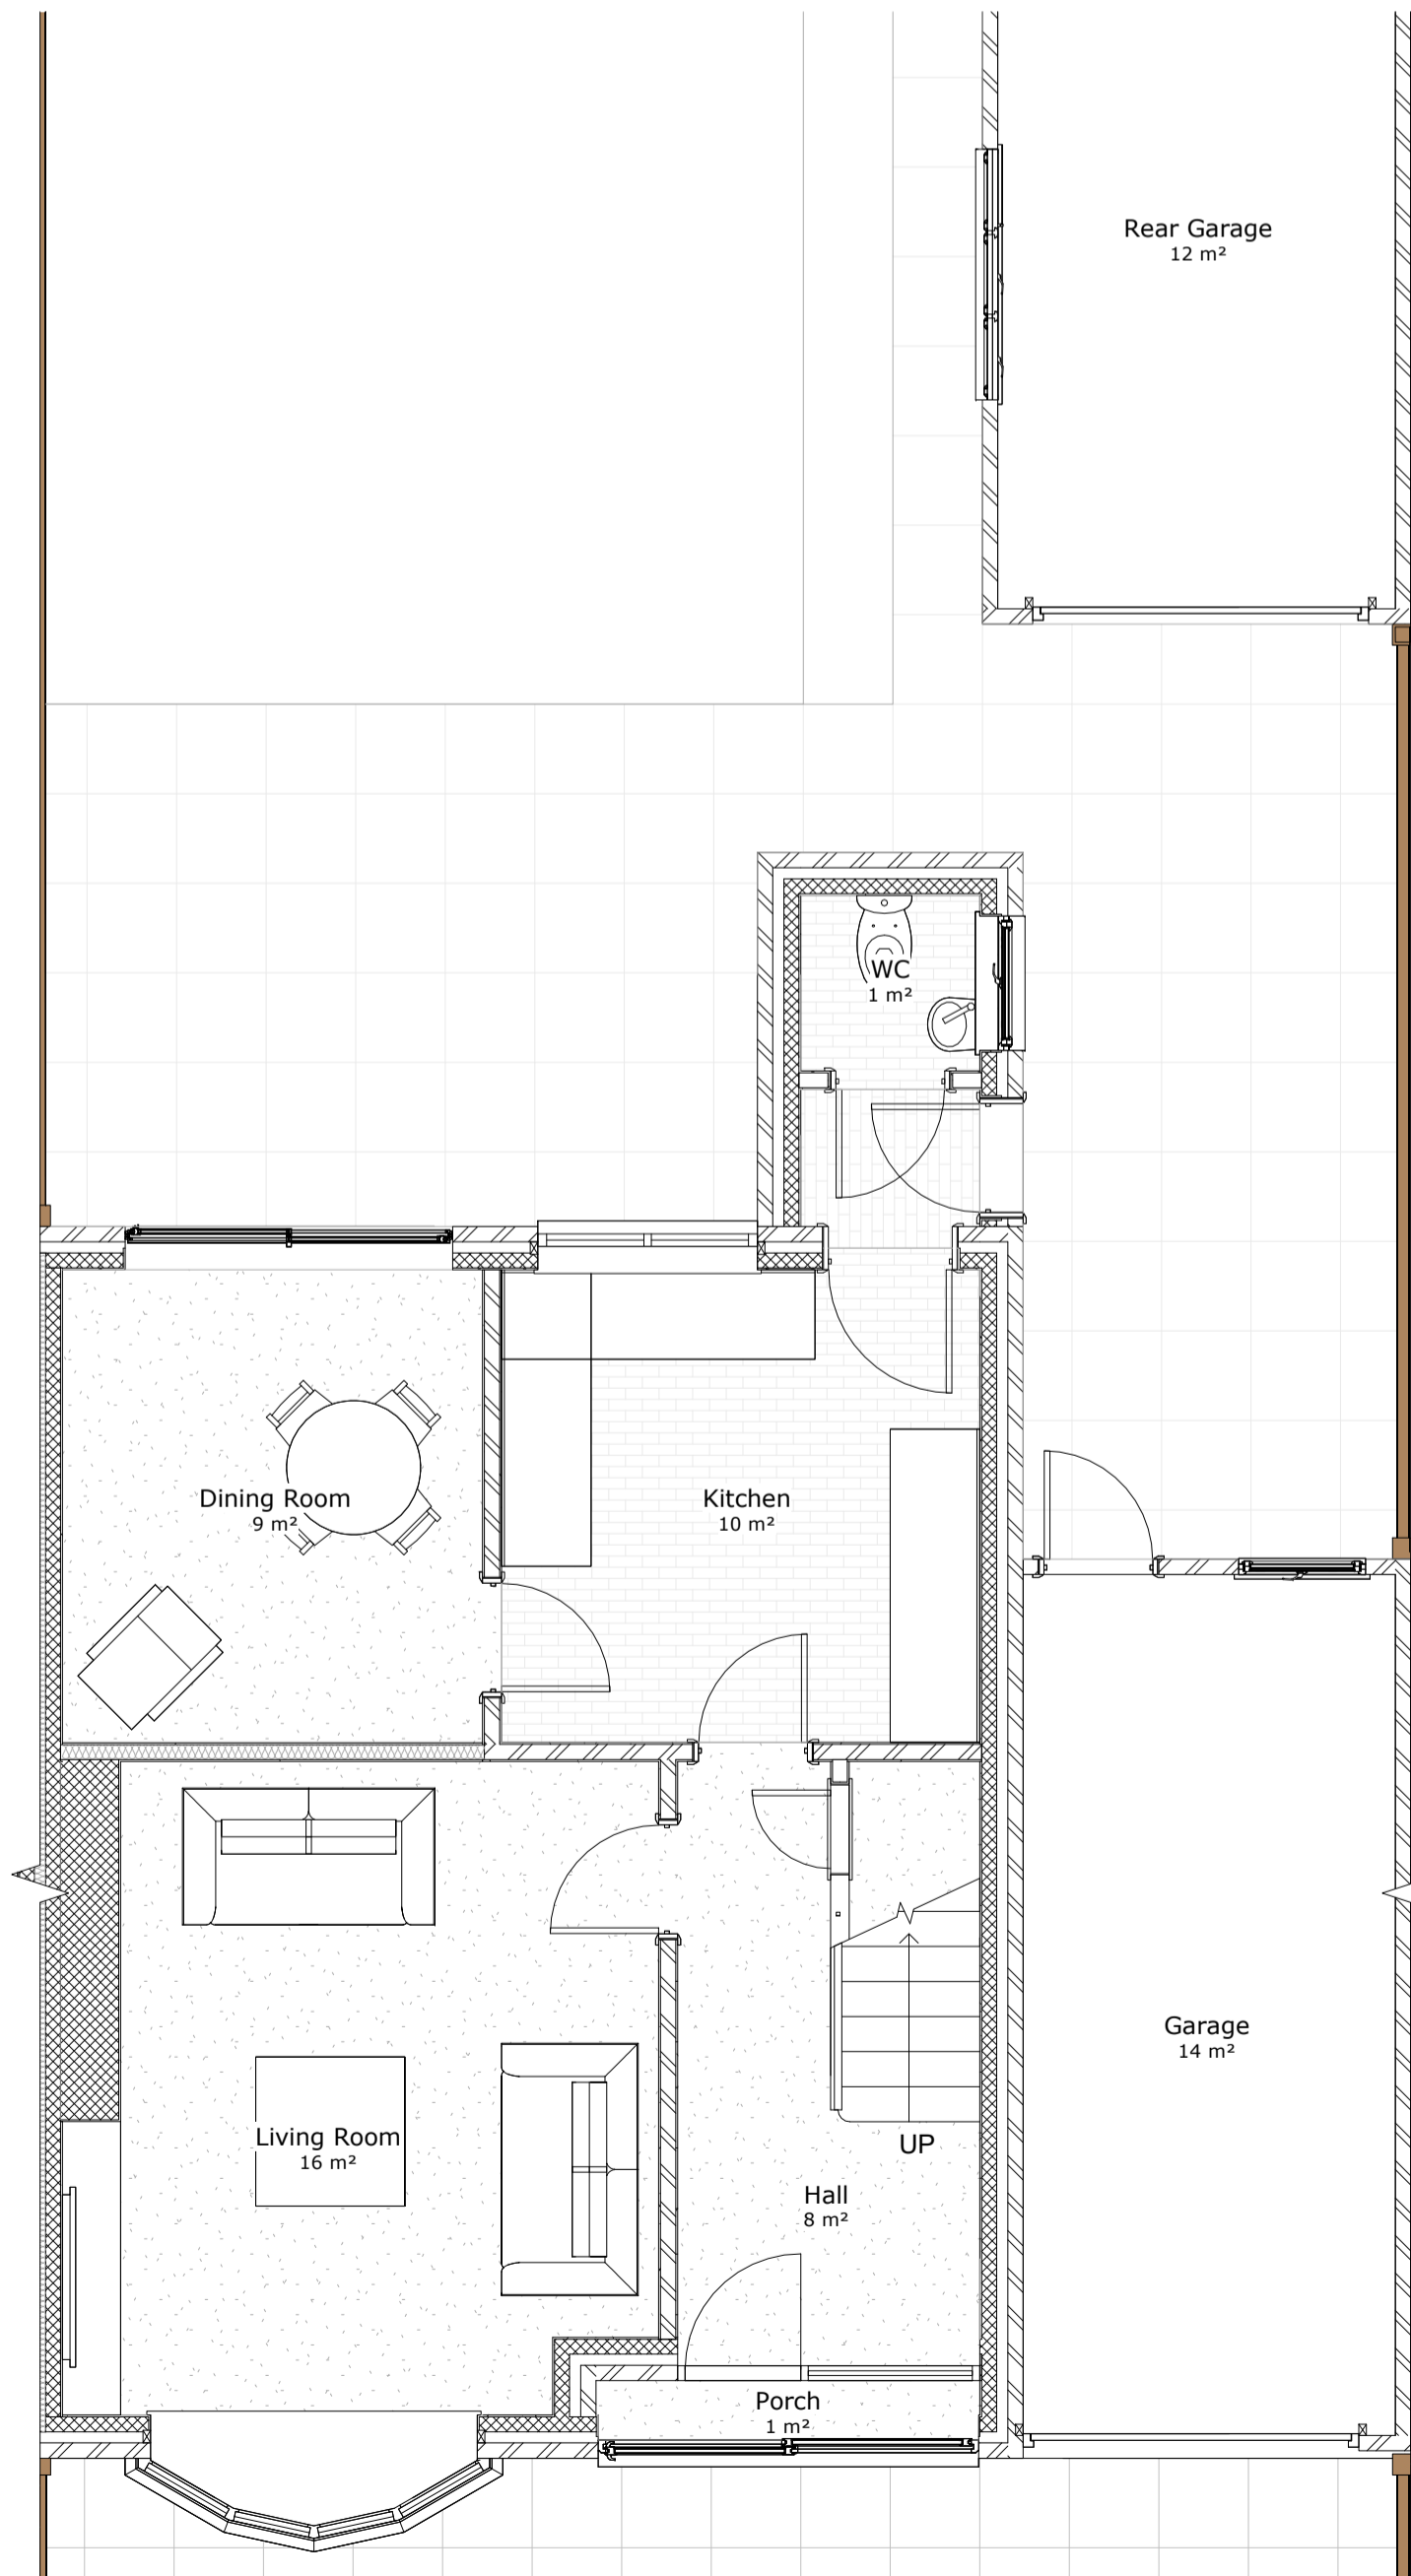 Rear Garage
12 m²
WC
1 m²
Dining Room
9 m²
Kitchen
10 m²
Garage
14 m²
Living Room
16 m²
UP
Hall
8 m²
Porch
1 m²